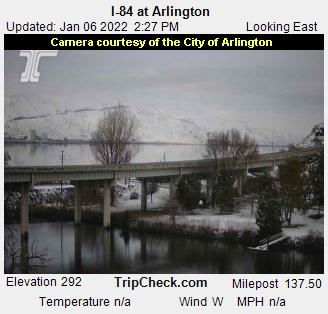 I-84 at Arlington
Updated: Jan 06 2022 2:27 PM Looking East
Camera courtesy of the City of Arlington
Elevation 292 TripCheck.com Milepost 137.50
Temperature n/a Wind W MPH n/a